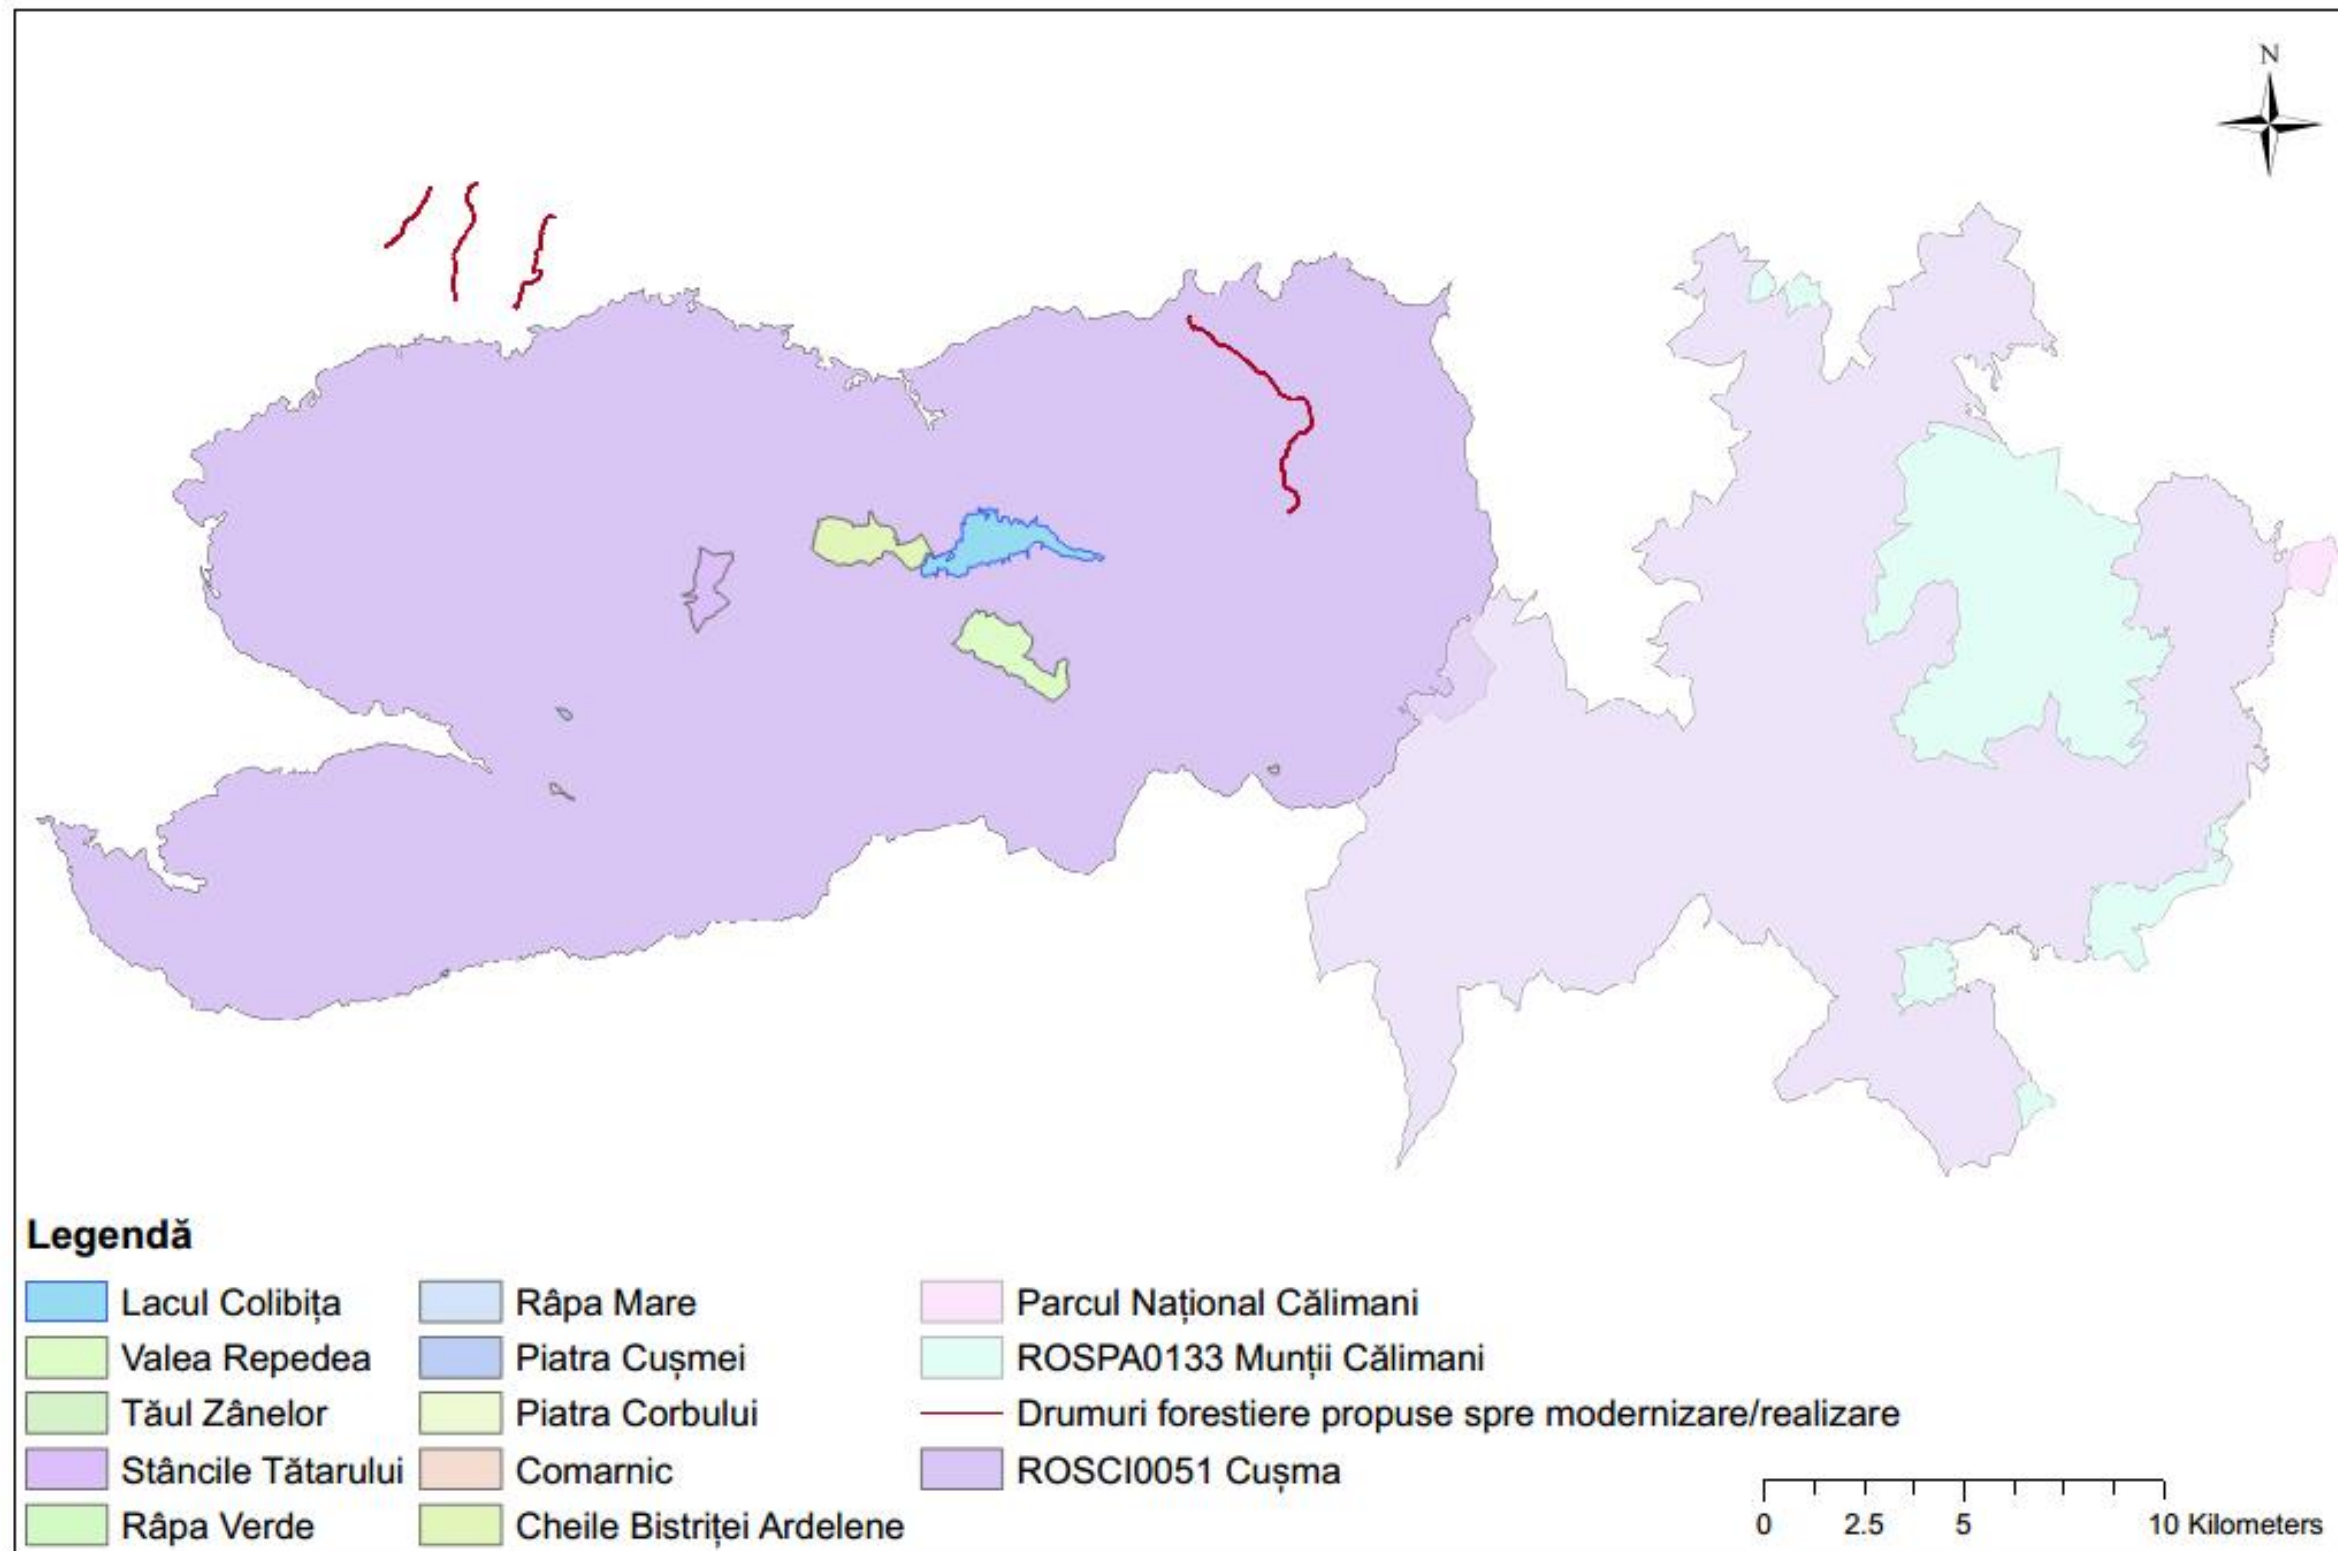 N
Legendă
Lacul Colibița
Valea Repedea
Tăul Zânelor
Stâncile Tătarului
Râpa Verde
Râpa Mare
Piatra Cușmei
Piatra Corbului
Comarnic
Cheile Bistriței Ardelene
Parcul Național Călimani
ROSPA0133 Munții Călimani
Drumuri forestiere propuse spre modernizare/realizare
ROSCI0051 Cușma
0 2.5 5 10 Kilometers